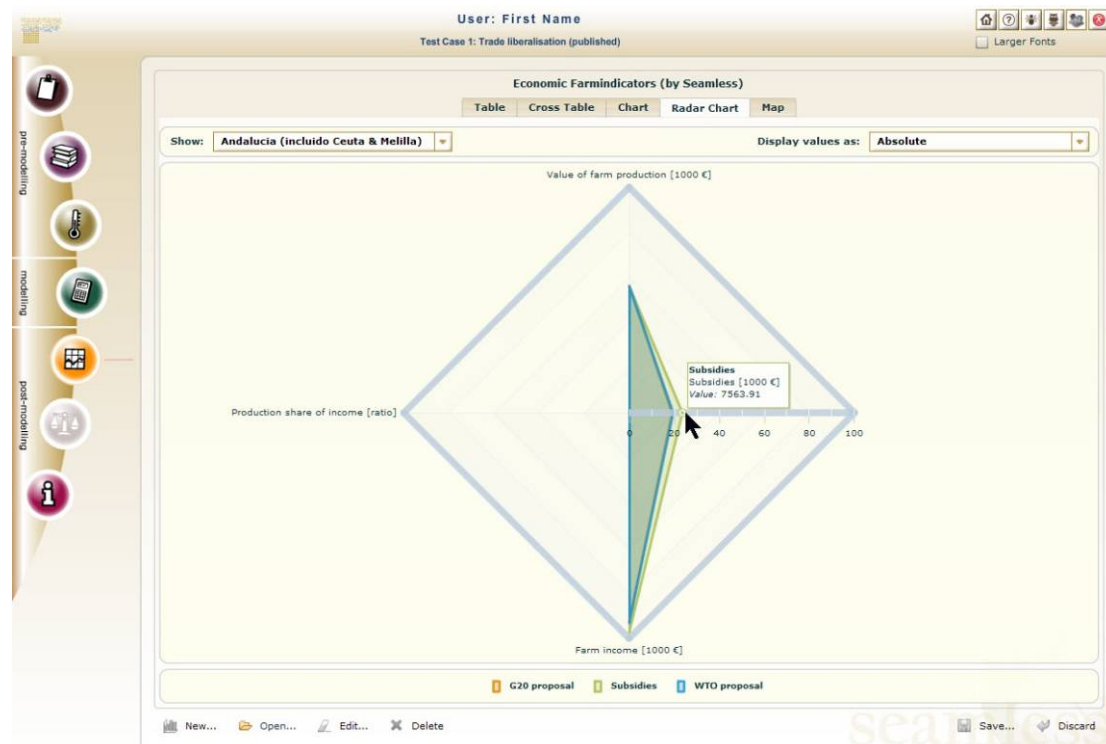 User: First Name
Test Case 1: Trade liberalisation (published)
Larger Fonts
Economic Farmindicators (by Seamless)
Table Cross Table Chart Radar Chart Map
Show: Andalucia (incluido Ceuta & Melilla) Display values as: Absolute
pre-modelling
modelling
post-modelling
Value of farm production [1000 €]
Subsidies
Subsidies [1000 €]
Value: 7563.91
Production share of income [ratio]
0 20 40 60 80 100
Farm income [1000 €]
G20 proposal Subsidies WTO proposal
New... Open... Edit... Delete Save... Discard
seamless